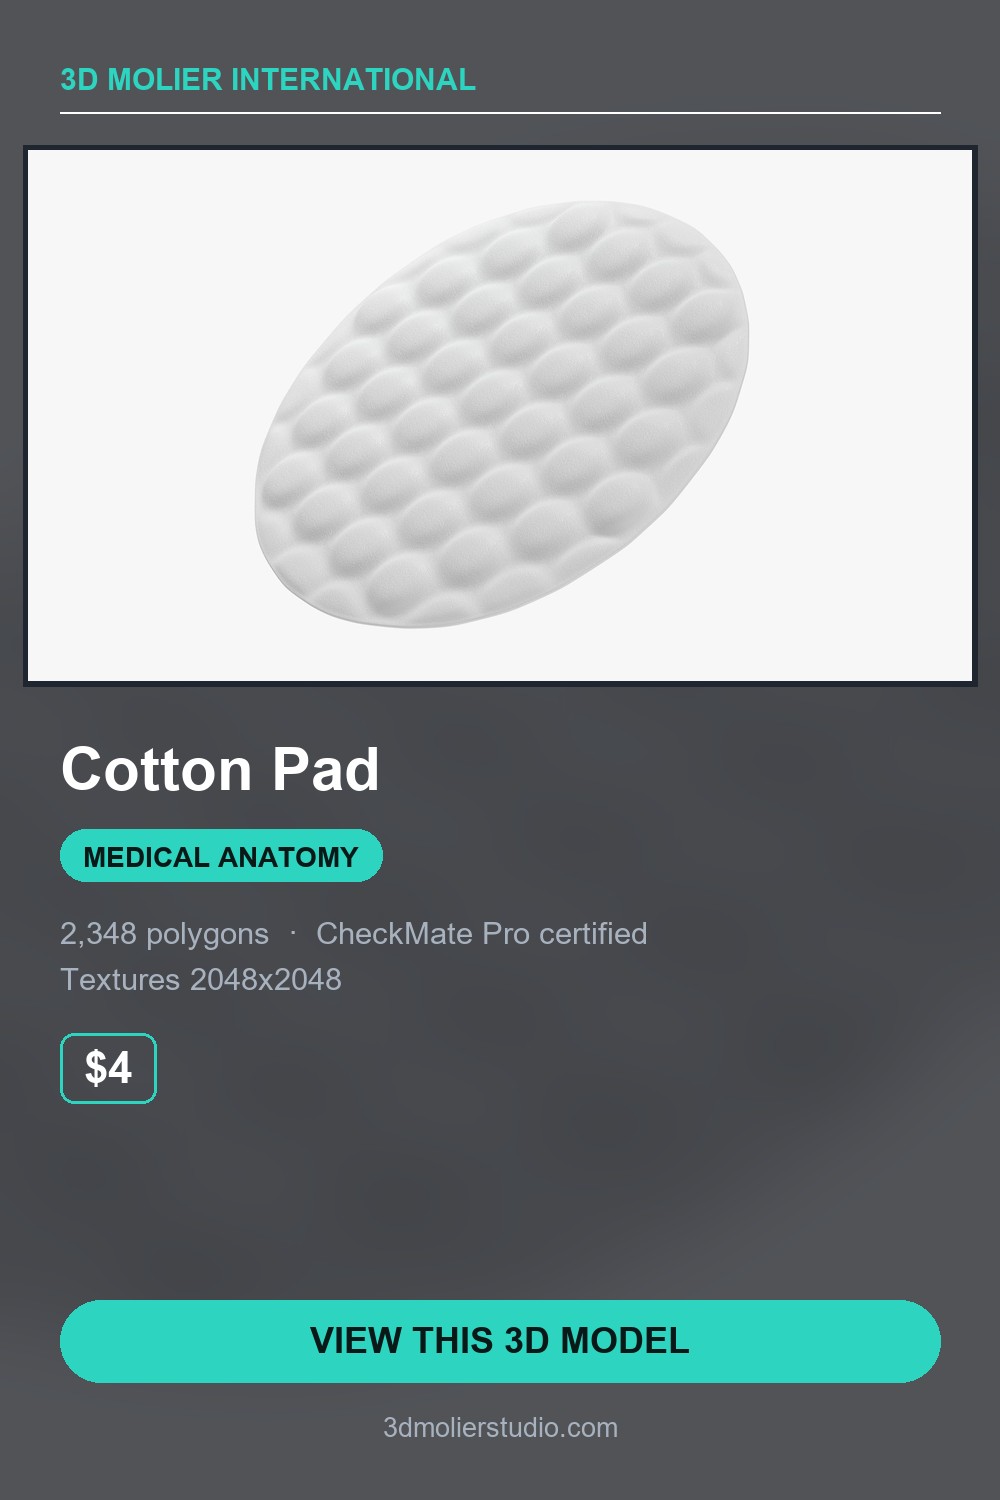 3D MOLIER INTERNATIONAL
Cotton Pad
MEDICAL ANATOMY
2,348 polygons · CheckMate Pro certified
Textures 2048x2048
$4
VIEW THIS 3D MODEL
3dmolierstudio.com